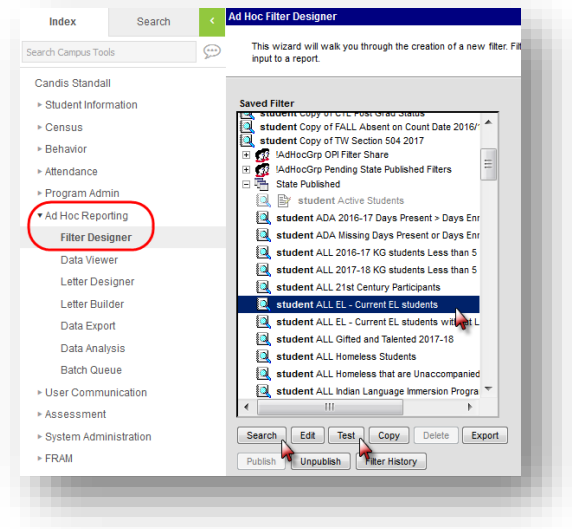 Index Search <
Ad Hoc Filter Designer
Search Campus Tools
This wizard will walk you through the creation of a new filter.
input to a report.
Candis Standall
Student Information
Census
Behavior
Attendance
Program Admin
Ad Hoc Reporting
Filter Designer
Data Viewer
Letter Designer
Letter Builder
Data Export
Data Analysis
Batch Queue
User Communication
Assessment
System Administration
FRAM
Saved Filter
student Copy of CTE Post Grad Status
student Copy of FALL Absent on Count Date 2016/
student Copy of TW Section 504 2017
!AdHocGrp OPI Filter Share
!AdHocGrp Pending State Published Filters
State Published
student Active Students
student ADA 2016-17 Days Present > Days Enr
student ADA Missing Days Present or Days Enr
student ALL 2016-17 KG students Less than 5
student ALL 2017-18 KG students Less than 5
student ALL 21st Century Participants
student ALL EL - Current EL students
student ALL EL - Current EL students
student ALL Gifted and Talented 2017-18
student ALL Homeless Students
student ALL Homeless that are Unaccompanied
student ALL Indian Language Immersion Progra
Search Edit Test Copy Delete Export
Publish Unpublish Filter History